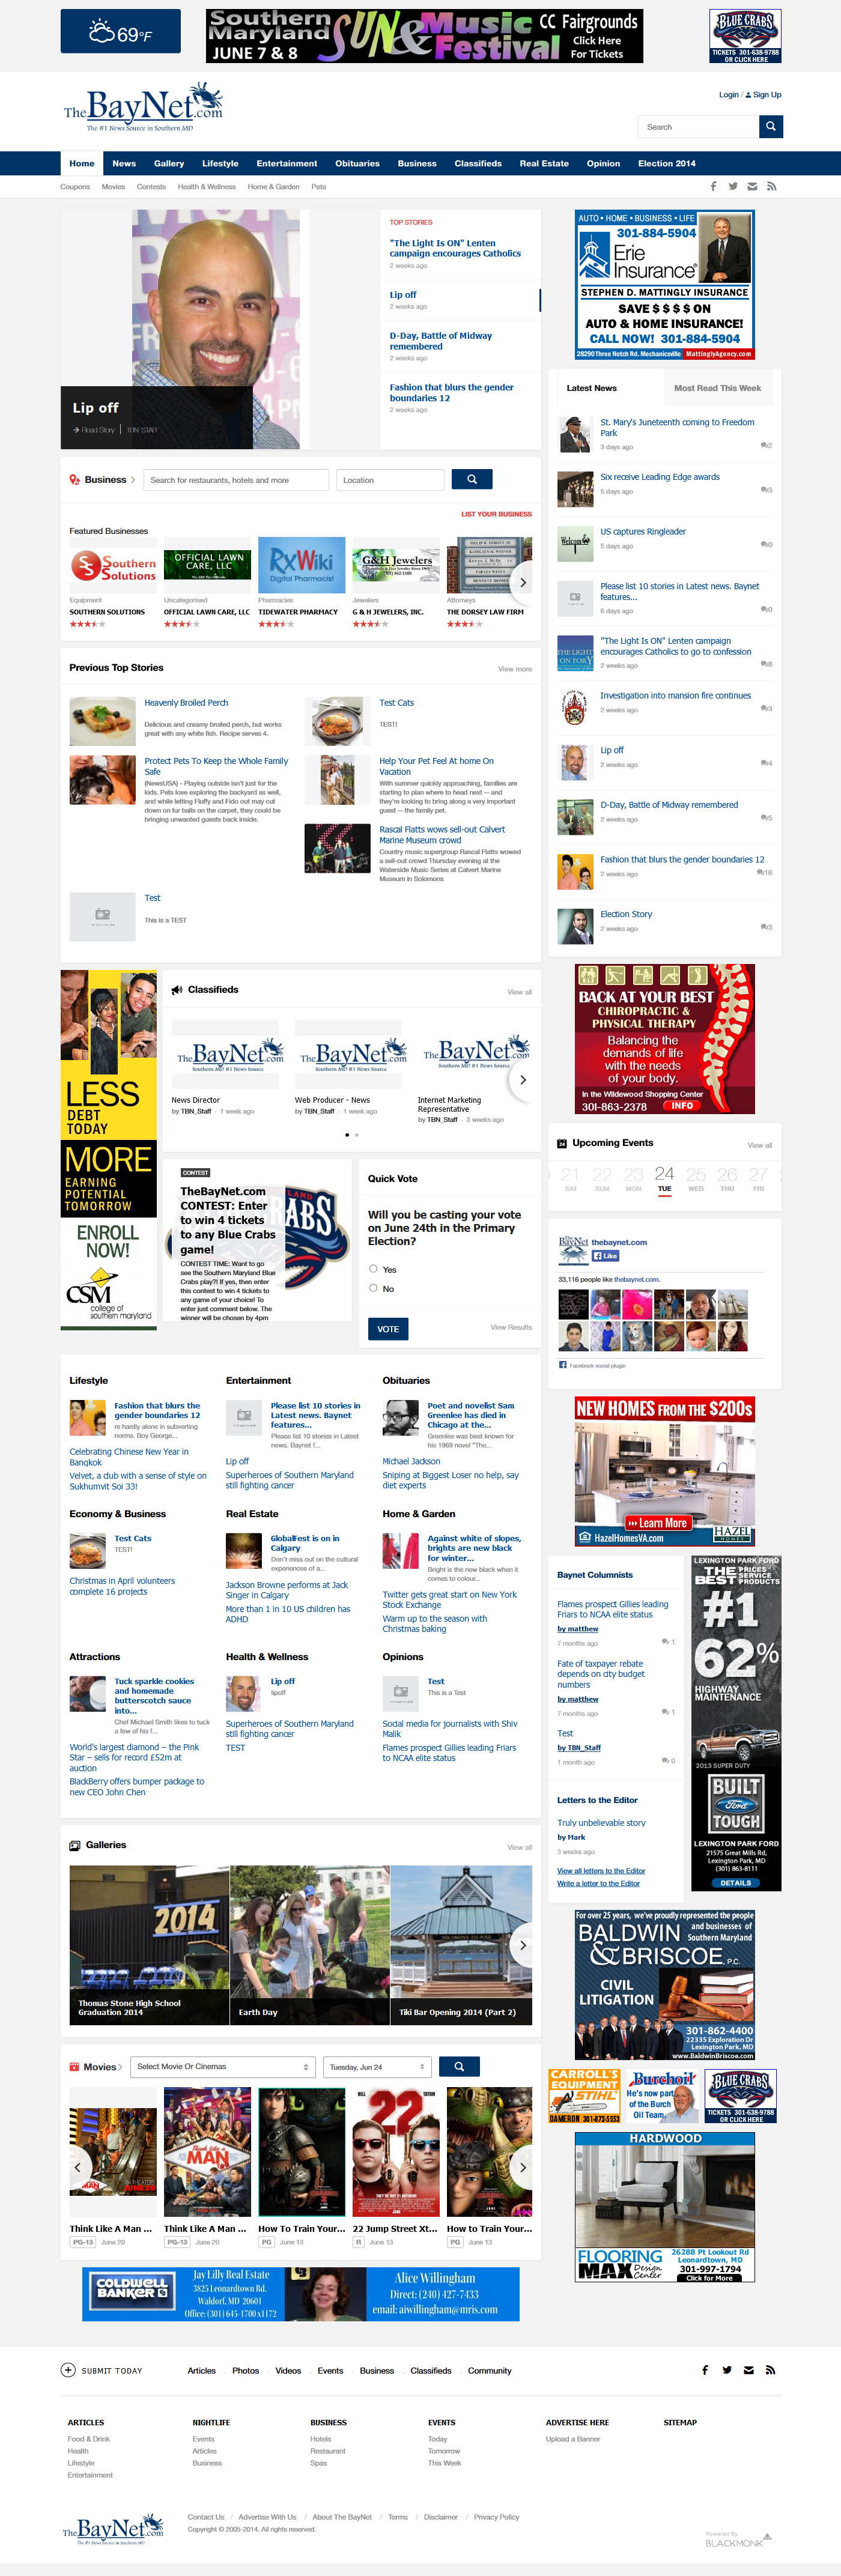 69°F
Southern Maryland SUN & Music Festival
JUNE 7 & 8
CC Fairgrounds
Click Here For Tickets
BLUE CRABS
TICKETS 301-638-9788
OR CLICK HERE
TheBayNet.com
The #1 News Source in Southern MD
Login / Sign Up
Search
Home News Gallery Lifestyle Entertainment Obituaries Business Classifieds Real Estate Opinion Election 2014
Coupons Movies Contests Health & Wellness Home & Garden Pets
Lip off
Read Story | TBN STAFF
TOP STORIES
"The Light Is ON" Lenten campaign encourages Catholics
2 weeks ago
Lip off
2 weeks ago
D-Day, Battle of Midway remembered
2 weeks ago
Fashion that blurs the gender boundaries 12
2 weeks ago
AUTO • HOME • BUSINESS • LIFE
301-884-5904
Erie Insurance
STEPHEN D. MATTINGLY INSURANCE
SAVE $ $ $ $ ON
AUTO & HOME INSURANCE!
CALL NOW! 301-884-5904
28290 Three Notch Rd. Mechanicsville MattinglyAgency.com
Latest News
Most Read This Week
St. Mary's Juneteenth coming to Freedom Park
3 days ago 2
Six receive Leading Edge awards
5 days ago 3
US captures Ringleader
5 days ago 0
Please list 10 stories in Latest news. Baynet features...
6 days ago 0
"The Light Is ON" Lenten campaign encourages Catholics to go to confession
2 weeks ago 8
Investigation into mansion fire continues
2 weeks ago 3
Lip off
2 weeks ago 4
D-Day, Battle of Midway remembered
2 weeks ago 5
Fashion that blurs the gender boundaries 12
2 weeks ago 16
Election Story
2 weeks ago 3
Business
Search for restaurants, hotels and more
Location
LIST YOUR BUSINESS
Featured Businesses
Southern Solutions
OFFICIAL LAWN CARE, LLC
RxWiki
Digital Pharmacist
G&H Jewelers
Equipment
SOUTHERN SOLUTIONS
Uncategorised
OFFICIAL LAWN CARE, LLC
Pharmacies
TIDEWATER PHARMACY
Jewelers
G & H JEWELERS, INC.
Attorneys
THE DORSEY LAW FIRM
Previous Top Stories
View more
Heavenly Broiled Perch
Delicious and creamy broiled perch, but works great with any white fish. Recipe serves 4.
Test Cats
TEST!
Protect Pets To Keep the Whole Family Safe
(NewsUSA) - Playing outside isn't just for the kids. Pets love exploring the backyard as well, and while letting Fluffy and Fido out may cut down on fur balls on the carpet, they could be bringing unwanted guests back inside.
Help Your Pet Feel At home On Vacation
With summer quickly approaching, families are starting to plan where to head next — and they're looking to bring along a very important guest — the family pet.
Rascal Flatts wows sell-out Calvert Marine Museum crowd
Country music supergroup Rascal Flatts wowed a sell-out crowd Thursday evening at the Waterside Music Series at Calvert Marine Museum in Solomons
Test
This is a TEST
LESS
DEBT TODAY
MORE
EARNING POTENTIAL TOMORROW
ENROLL NOW!
CSM
college of southern maryland
Classifieds
View all
TheBayNet.com
Southern MD #1 News Source
TheBayNet.com
Southern MD #1 News Source
TheBayNet.com
Southern MD #1 News Source
News Director
by TBN_Staff - 1 week ago
Web Producer - News
by TBN_Staff - 1 week ago
Internet Marketing Representative
by TBN_Staff - 3 weeks ago
BACK AT YOUR BEST
CHIROPRACTIC & PHYSICAL THERAPY
Balancing the demands of life with the needs of your body.
In the Wildewood Shopping Center
301-863-2378 INFO
CONTEST
TheBayNet.com CONTEST: Enter to win 4 tickets to any Blue Crabs game!
CONTEST TIME: Want to go see the Southern Maryland Blue Crabs play?! If yes, then enter this contest to win 4 tickets to any game of your choice! To enter just comment below. The winner will be chosen by 4pm
Quick Vote
Will you be casting your vote on June 24th in the Primary Election?
Yes
No
VOTE
View Results
Upcoming Events
View all
21 22 23 24 25 26 27
SAT SUN MON TUE WED THU FRI
thebaynet.com
Like
33,116 people like thebaynet.com.
Facebook social plugin
Lifestyle
Fashion that blurs the gender boundaries 12
re hardly alone in subverting norms. Boy George...
Celebrating Chinese New Year in Bangkok
Velvet, a club with a sense of style on Sukhumvit Soi 33!
Entertainment
Please list 10 stories in Latest news. Baynet features...
Please list 10 stories in Latest news. Baynet f...
Lip off
Superheroes of Southern Maryland still fighting cancer
Obituaries
Poet and novelist Sam Greenlee has died in Chicago at the...
Greenlee was best known for his 1969 novel "The...
Michael Jackson
Sniping at Biggest Loser no help, say diet experts
Economy & Business
Test Cats
TEST!
Christmas in April volunteers complete 16 projects
Real Estate
GlobalFest is on in Calgary
Don't miss out on the cultural experiences of a...
Jackson Browne performs at Jack Singer in Calgary
More than 1 in 10 US children has ADHD
Home & Garden
Against white of slopes, brights are new black for winter...
Bright is the new black when it comes to colour...
Twitter gets great start on New York Stock Exchange
Warm up to the season with Christmas baking
Attractions
Tuck sparkle cookies and homemade butterscotch sauce into...
Chef Michael Smith likes to tuck a few of his f...
World's largest diamond – the Pink Star – sells for record £52m at auction
BlackBerry offers bumper package to new CEO John Chen
Health & Wellness
Lip off
lipoff
Superheroes of Southern Maryland still fighting cancer
TEST
Opinions
Test
This is a Test
Social media for journalists with Shiv Malik
Flames prospect Gillies leading Friars to NCAA elite status
NEW HOMES FROM THE $200s
Learn More
HazelHomesVA.com
HAZEL HOMES
Baynet Columnists
Flames prospect Gillies leading Friars to NCAA elite status
by matthew
7 months ago 1
Fate of taxpayer rebate depends on city budget numbers
by matthew
7 months ago 1
Test
by TBN_Staff
1 month ago 0
Letters to the Editor
Truly unbelievable story
by Mark
3 weeks ago
View all letters to the Editor
Write a letter to the Editor
LEXINGTON PARK FORD
THE BEST PRICES SERVICE PRODUCTS
#1
62%
HIGHWAY MAINTENANCE
2013 SUPER DUTY
BUILT Ford TOUGH
LEXINGTON PARK FORD
21575 Great Mills Rd,
Lexington Park, MD
(301) 863-8111
DETAILS
Galleries
View all
2014
Thomas Stone High School Graduation 2014
Earth Day
Tiki Bar Opening 2014 (Part 2)
For over 25 years, we've proudly represented the people and businesses of Southern Maryland
BALDWIN & BRISCOE, P.C.
CIVIL LITIGATION
301-862-4400
22335 Exploration Dr
Lexington Park, MD
www.BaldwinBriscoe.com
CARROLL'S EQUIPMENT
STIHL
DAMERON 301-872-5553
Burchoil
He's now part of the Burch Oil Team.
BLUE CRABS
TICKETS 301-638-9788
OR CLICK HERE
Movies
Select Movie Or Cinemas
Tuesday, Jun 24
Think Like A Man ...
PG-13 June 20
Think Like A Man ...
PG-13 June 20
How To Train Your...
PG June 13
22 Jump Street Xt...
R June 13
How to Train Your...
PG June 13
HARDWOOD
FLOORING MAX Design Center
26288 Pt Lookout Rd
Leonardtown, MD
301-997-1794
Click for More
COLDWELL BANKER
Jay Lilly Real Estate
3825 Leonardtown Rd.
Waldorf, MD 20601
Office: (301) 645-1700 x1172
Alice Willingham
Direct: (240) 427-7433
email: aiwillingham@mris.com
SUBMIT TODAY
Articles Photos Videos Events Business Classifieds Community
ARTICLES
Food & Drink
Health
Lifestyle
Entertainment
NIGHTLIFE
Events
Articles
Business
BUSINESS
Hotels
Restaurant
Spas
EVENTS
Today
Tomorrow
This Week
ADVERTISE HERE
Upload a Banner
SITEMAP
TheBayNet.com
Contact Us / Advertise With Us / About The BayNet / Terms / Disclaimer / Privacy Policy
Copyright © 2005-2014. All rights reserved.
Powered By
BLACKMONK